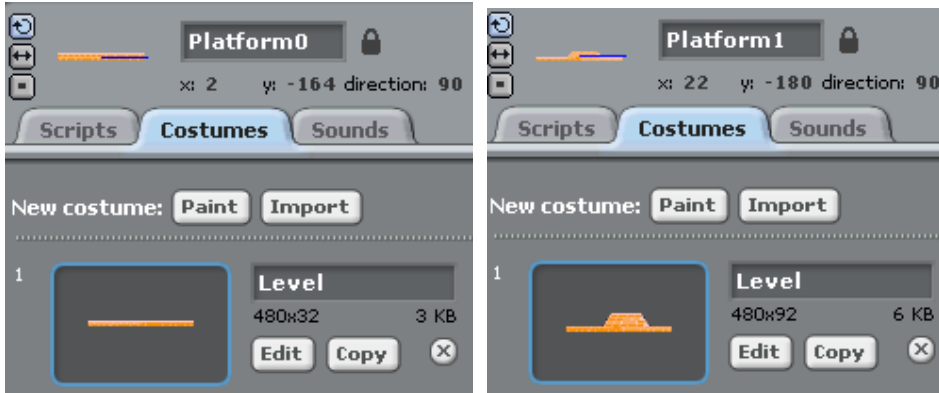 Platform0
x: 2 y: -164 direction: 90
Scripts Costumes Sounds
New costume: Paint Import
1
Level
480x32 3 KB
Edit Copy
Platform1
x: 22 y: -180 direction: 90
Scripts Costumes Sounds
New costume: Paint Import
1
Level
480x92 6 KB
Edit Copy